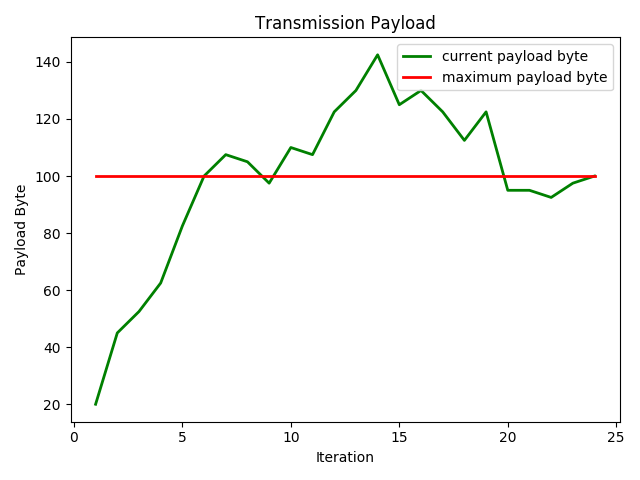 Transmission Payload
current payload byte
maximum payload byte
140
120
100
80
60
40
20
Payload Byte
0 5 10 15 20 25
Iteration